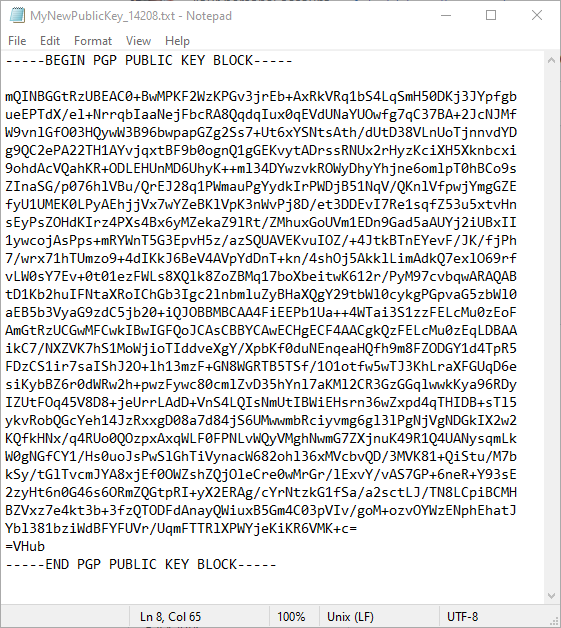 MyNewPublicKey_14208.txt - Notepad
File Edit Format View Help
-----BEGIN PGP PUBLIC KEY BLOCK-----
mQINBGGtRzUBEAC0+BwMPKF2WzKPGv3jrEb+AxRkVRq1bS4LqSmH50DKj3JYpfgb
ueEPTdX/el+NrrqbIaaNejFbcRA8QqdqIux0qEVdUNaYUOwfg7qC37BA+2JcNJMf
W9vnlGfO03HQywW3B96bwpapGZg2Ss7+Ut6xYSNtsAth/dUtD38VLnUoTjnnvdYD
g9QC2ePA22TH1AYvjqxtBF9b0ognQ1gGEKvytADrssRNUx2rHyzKciXH5Xknbcxi
9ohdAcVQahKR+ODLEHUnMD6UhyK++ml34DYwzvkROWyDhyYhjne6omlpT0hBCo9s
ZInaSG/p076hlVBu/QrEJ28q1PWmauPgYydkIrPWDjB51NqV/QKnlVfpwjYmgGZE
fyU1UMEK0LPyAEhjjVx7wYZeBKlVpK3nWvPj8D/et3DDEvI7Re1sqfZ53u5xtvHn
sEyPsZOHdKIrz4PXs4Bx6yMZekaZ9lRt/ZMhuxGoUVm1EDn9Gad5aAUYj2iUBxII
1ywcojAsPps+mRYWnT5G3EpvH5z/azSQUAVEKvuIOZ/+4JtkBTnEYevF/JK/fjPh
7/wrx71hTUmzo9+4dIKkJ6BeV4AVpYdDnT+kn/4shOj5AkklLimAdkQ7exlO69rf
vLW0sY7Ev+0t01ezFWLs8XQlk8ZoZBMq17boXbeitwK612r/PyM97cvbqwARAQAB
tD1Kb2huIFNtaXRoIChGb3Igc2lnbmluZyBHaXQgY29tbWl0cykgPGpvaG5zbWl0
aEB5b3VyaG9zdC5jb20+iQJOBBMBCAA4FiEEPb1Ua++4WTai3S1zzFELcMu0zEoF
AmGtRzUCGwMFCwkIBwIGFQoJCAsCBBYCAwECHgECF4AACgkQzFELcMu0zEqLDBAA
ikC7/NXZVK7hS1MoWjioTIddveXgY/XpbKf0duNEnqeaHQfh9m8FZODGY1d4TpR5
FDzCS1ir7saIShJ2O+lh13mzF+GN8WGRTB5TSf/1O1otfw5wTJ3KhLraXFGUqD6e
siKybBZ6r0dWRw2h+pwzFywc80cmlZvD35hYnl7aKMl2CR3GzGGqlwwkKya96RDy
IZUtFOq45V8D8+jeUrrLAdD+VnS4LQIsNmUtIBWiEHsrn36wZxpd4qTHIDB+sTl5
ykvRobQGcYeh14JzRxxgD08a7d84jS6UMwwmbRciyvmg6gl3lPgNjVgNDGkIX2w2
KQfkHNx/q4RUo0QOzpxAxqWLF0FPNLvWQyVMghNwmG7ZXjnuK49R1Q4UANysqmLk
W0gNGfCY1/Hs0uoJsPwSlGhTiVynacW682ohl36xMVcbvQD/3MVK81+QiStu/M7b
kSy/tGlTvcmJYA8xjEf0OWZshZQjOleCre0wMrGr/lExvY/vAS7GP+6neR+Y93sE
2zyHt6n0G46s6ORmZQGtpRI+yX2ERAg/cYrNtzkG1fSa/a2sctLJ/TN8LCpiBCMH
BZVxz7e4kt3b+3fzQTODFdAnayQWiuxB5Gm4C03pVIv/goM+ozvOYWzENphEhatJ
Ybl381bziWdBFYFUVr/UqmFTTRlXPWYjeKiKR6VMK+c=
=VHub
-----END PGP PUBLIC KEY BLOCK-----
Ln 8, Col 65 100% Unix (LF) UTF-8